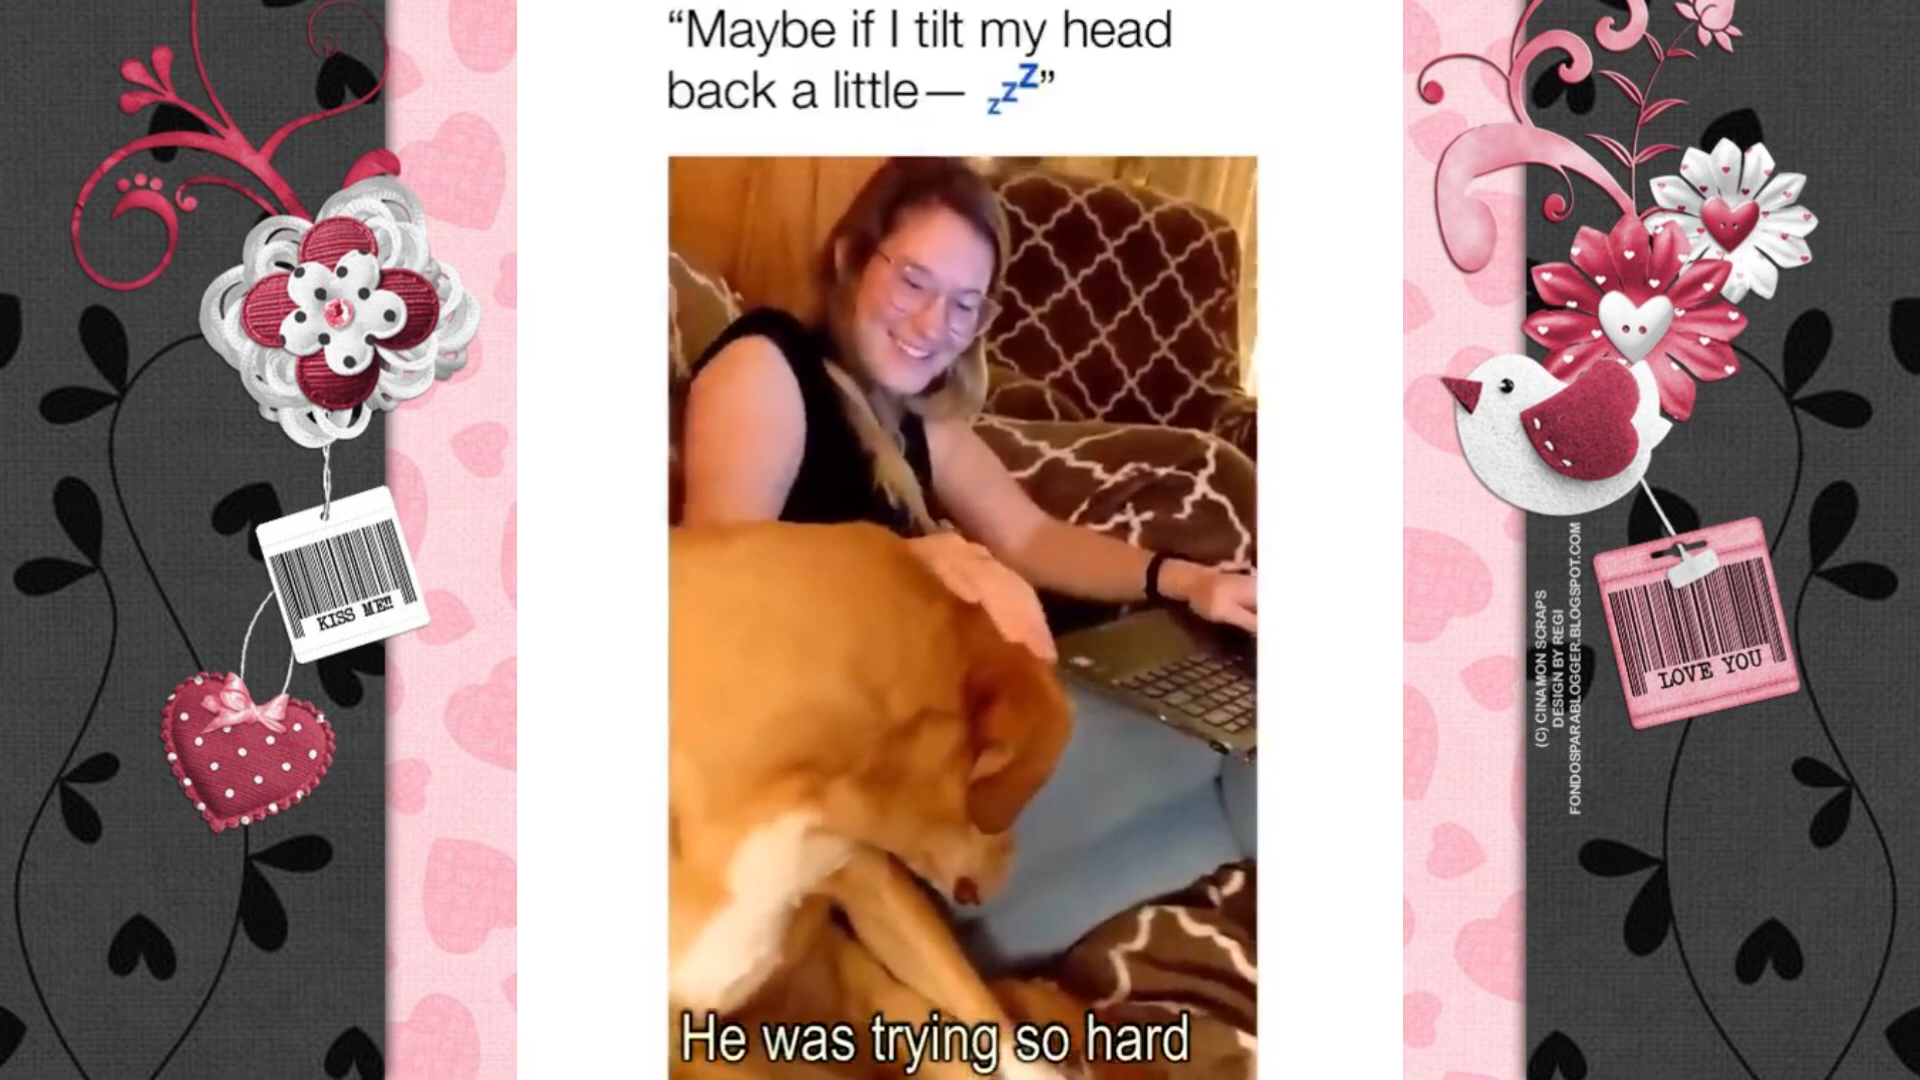 “Maybe if I tilt my head
back a little— 💤”
He was trying so hard
KISS ME!!
(C) CINAMON SCRAPS
DESIGN BY REGI
FONDOSPARABLOGGER.BLOGSPOT.COM
LOVE YOU